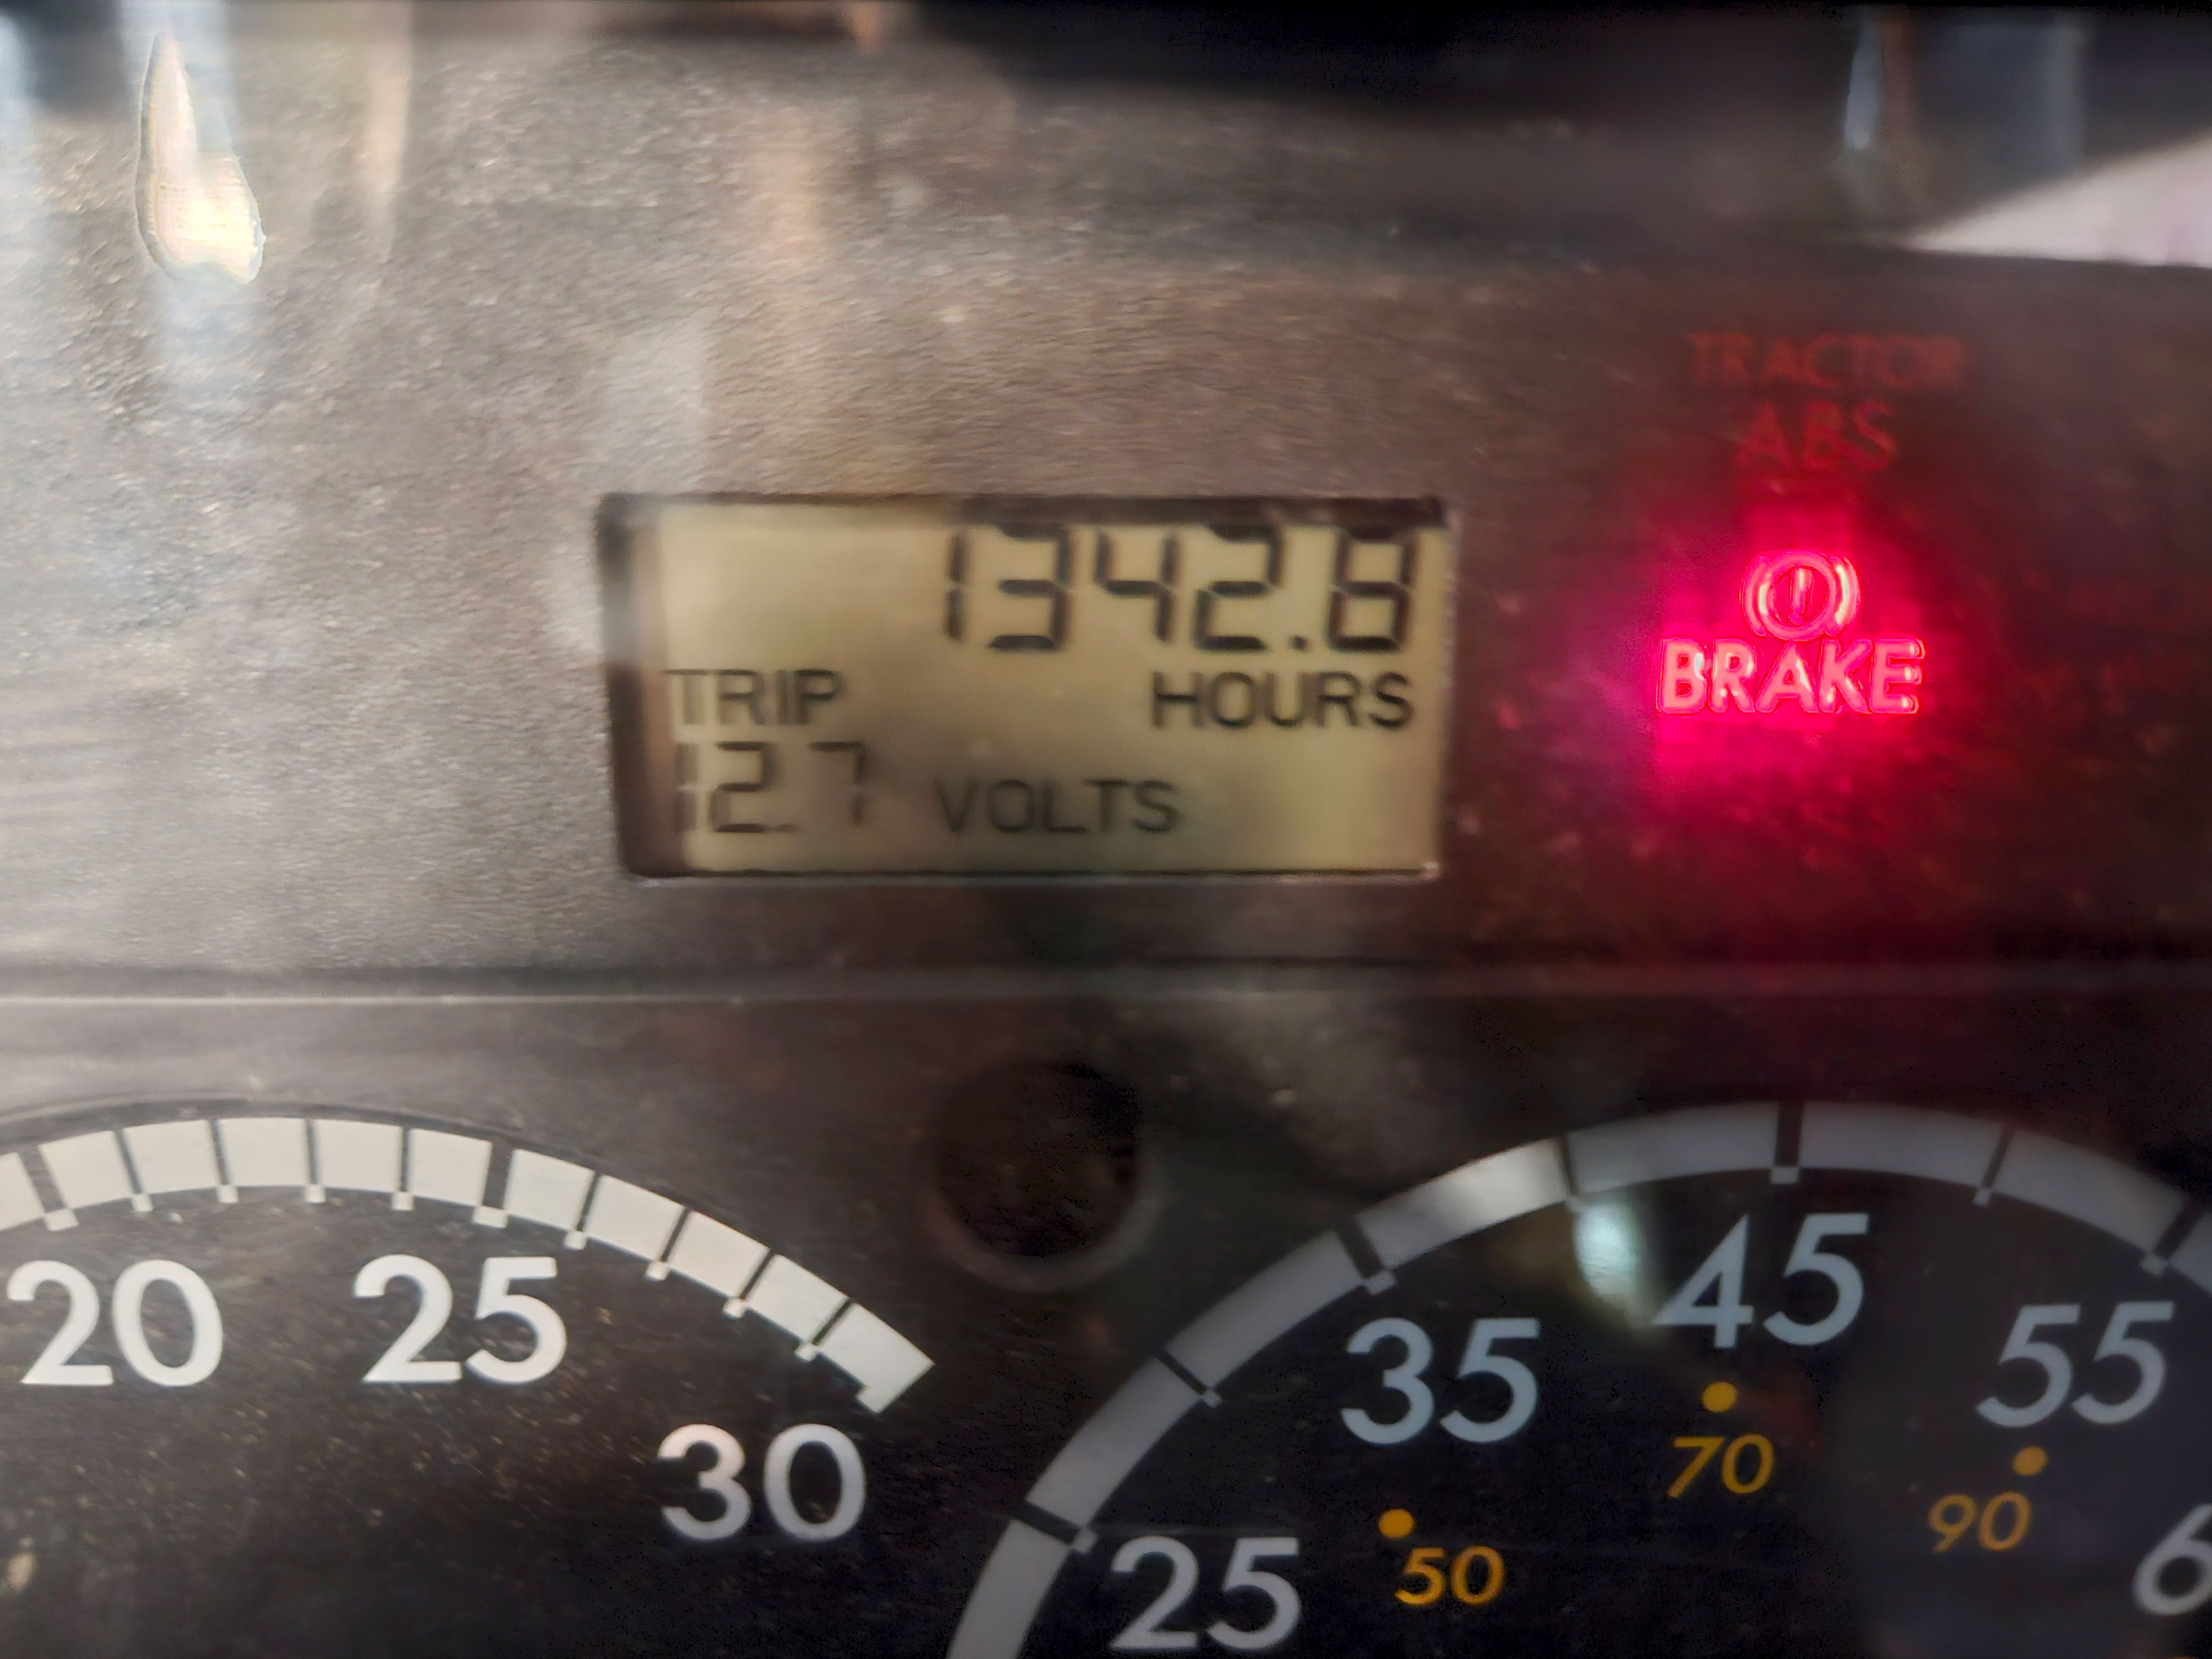 TRACTOR
ABS
1342.8
BRAKE
TRIP HOURS
12.7 VOLTS
20 25 30
25 35 45 55
50 70 90